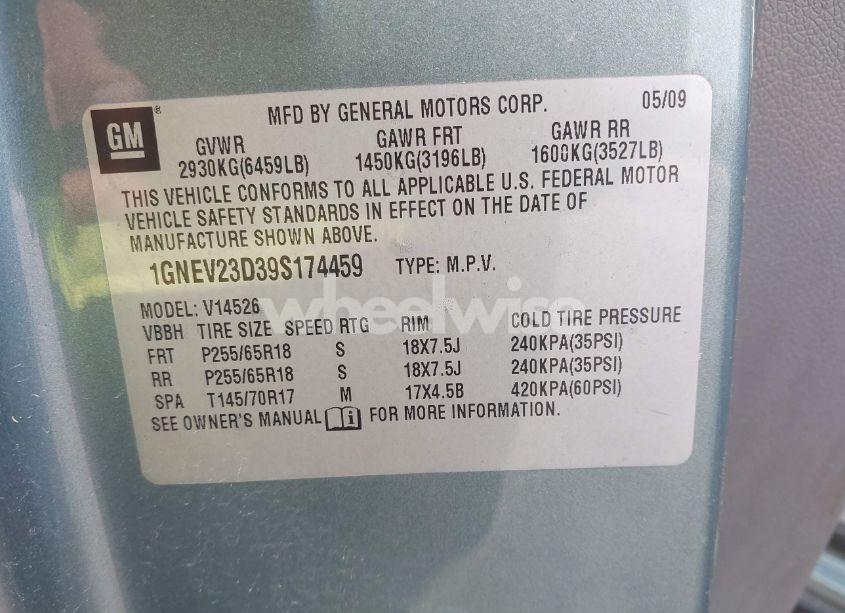 GM
®
MFD BY GENERAL MOTORS CORP. 05/09
GVWR GAWR FRT GAWR RR
2930KG(6459LB) 1450KG(3196LB) 1600KG(3527LB)
THIS VEHICLE CONFORMS TO ALL APPLICABLE U.S. FEDERAL MOTOR
VEHICLE SAFETY STANDARDS IN EFFECT ON THE DATE OF
MANUFACTURE SHOWN ABOVE.
1GNEV23D39S174459 TYPE: M.P.V.
MODEL: V14526
wheelwise
VBBH TIRE SIZE SPEED RTG RIM COLD TIRE PRESSURE
FRT P255/65R18 S 18X7.5J 240KPA(35PSI)
RR P255/65R18 S 18X7.5J 240KPA(35PSI)
SPA T145/70R17 M 17X4.5B 420KPA(60PSI)
SEE OWNER'S MANUAL i FOR MORE INFORMATION.